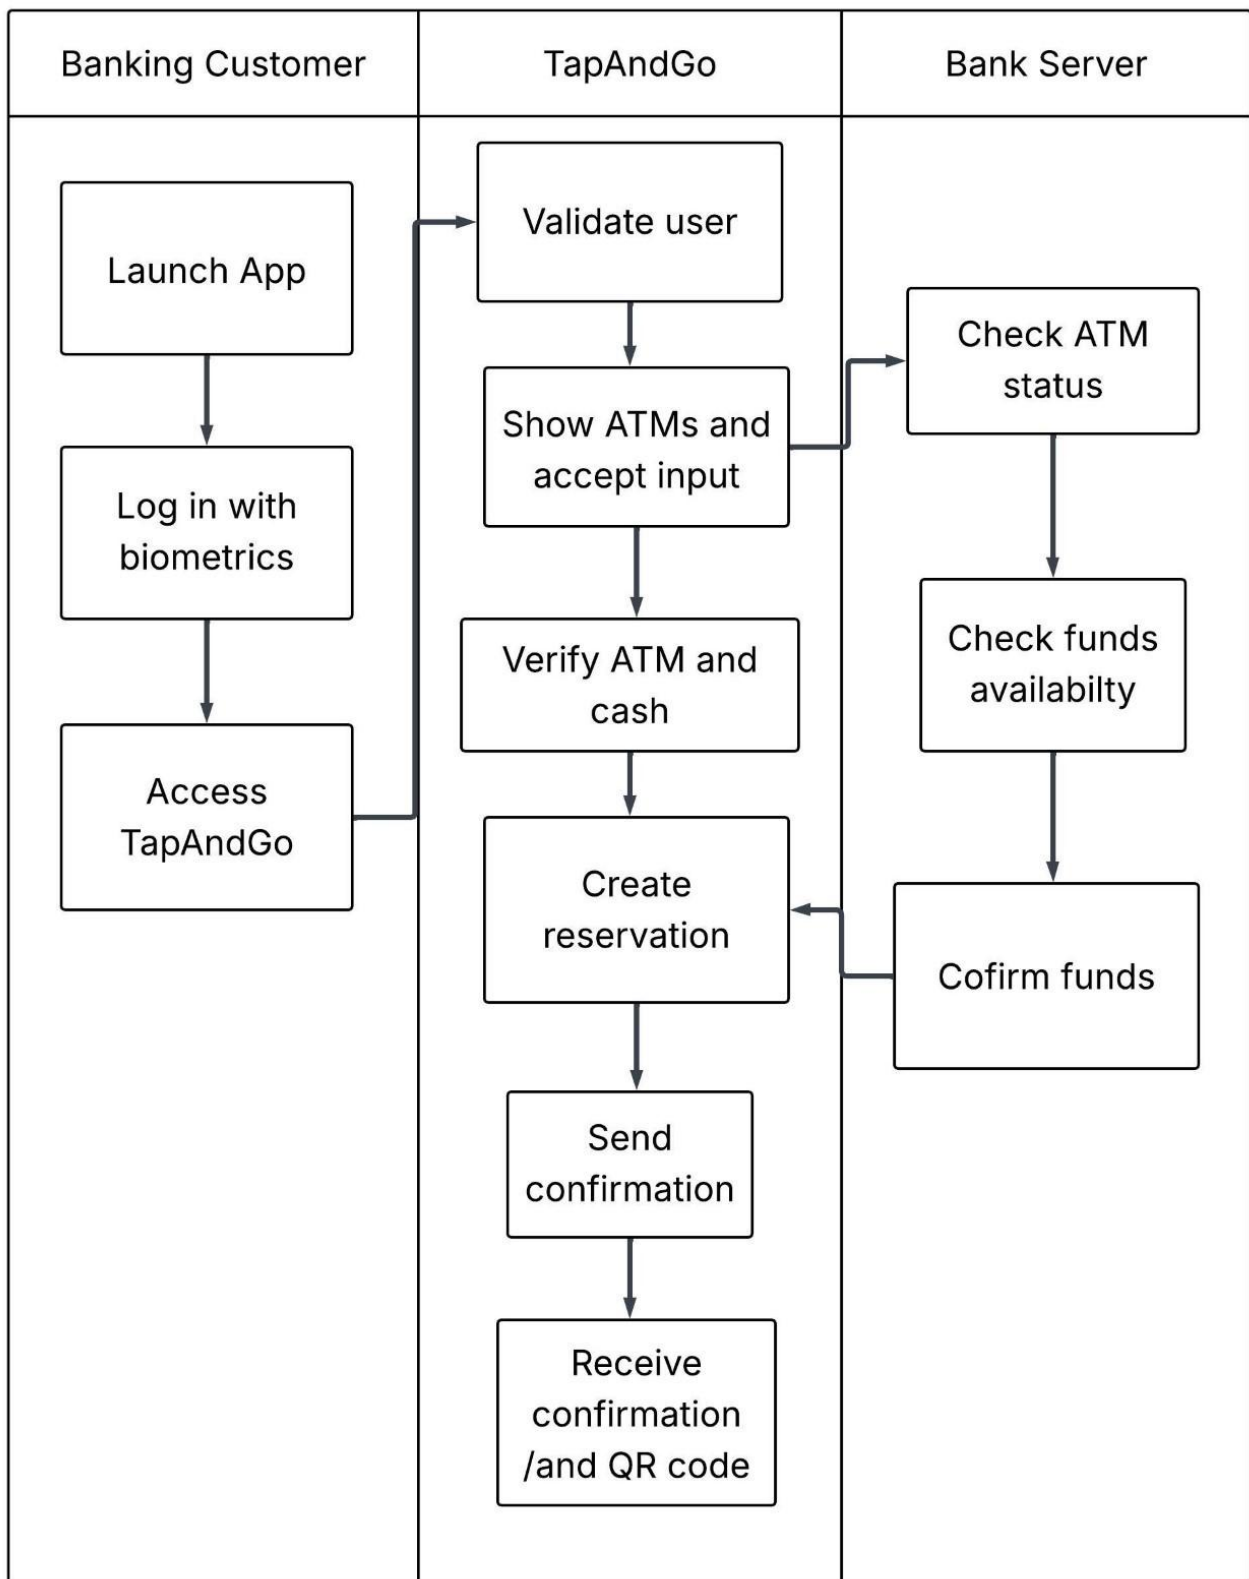 Banking Customer
TapAndGo
Bank Server
Launch App
Log in with
biometrics
Access
TapAndGo
Validate user
Show ATMs and
accept input
Verify ATM and
cash
Create
reservation
Send
confirmation
Receive
confirmation
/and QR code
Check ATM
status
Check funds
availabilty
Cofirm funds